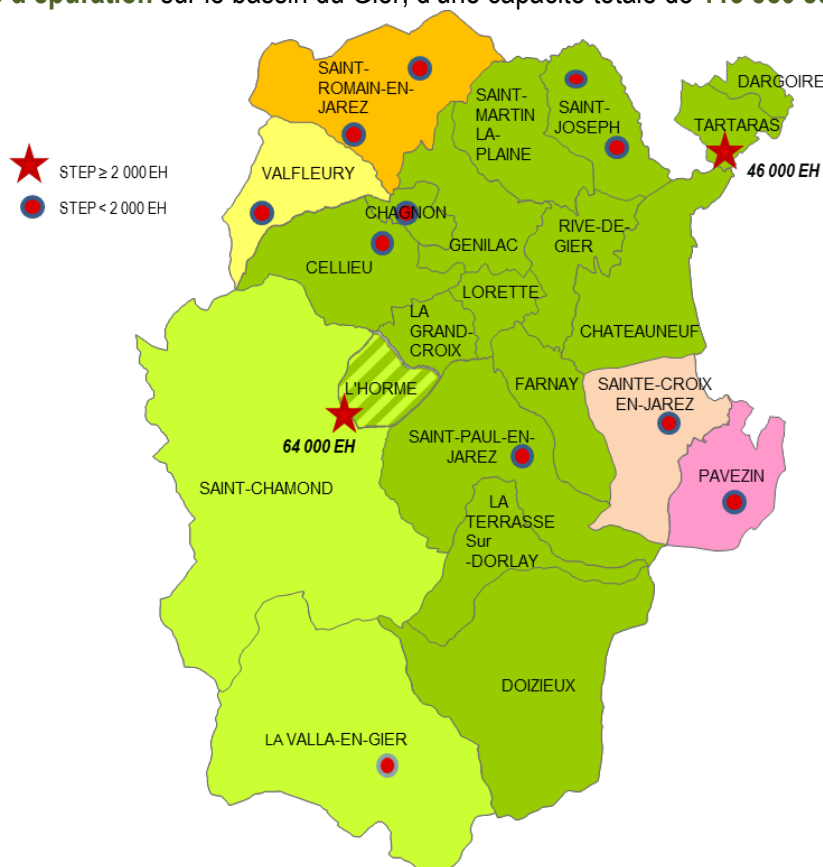 d'épuration sur le bassin du Gier, d'une capacité totale de
SAINT-
ROMAIN-EN-
JAREZ
SAINT-
MARTIN
LA-
PLAINE
SAINT-
JOSEPH
DARGOIRE
TARTARAS
46 000 EH
STEP ≥ 2 000 EH
STEP < 2 000 EH
VALFLEURY
CHAGNON
CELLIEU
GENILAC
RIVE-DE-
GIER
LORETTE
LA
GRAND-
CROIX
CHATEAUNEUF
L'HORME
64 000 EH
FARNAY
SAINTE-CROIX
EN-JAREZ
SAINT-PAUL-EN-
JAREZ
PAVEZIN
SAINT-CHAMOND
LA
TERRASSE
Sur
-DORLAY
DOIZIEUX
LA VALLA-EN-GIER